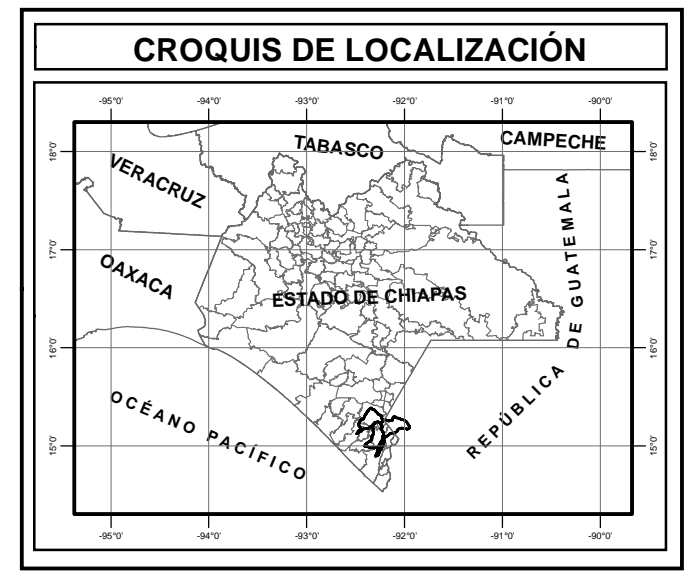 CROQUIS DE LOCALIZACIÓN
-95°0' -94°0' -93°0' -92°0' -91°0' -90°0'
18°0' 18°0'
TABASCO
CAMPECHE
VERACRUZ
17°0' 17°0'
OAXACA
ESTADO DE CHIAPAS
REPÚBLICA DE GUATEMALA
16°0' 16°0'
OCÉANO PACÍFICO
15°0' 15°0'
-95°0' -94°0' -93°0' -92°0' -91°0' -90°0'